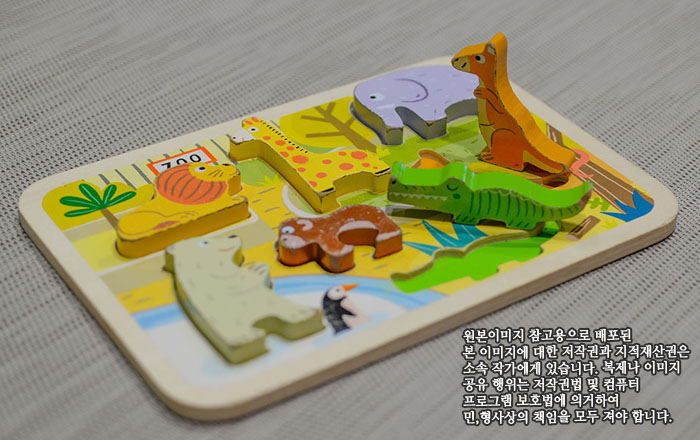 ZOO
원본이미지 참고용으로 배포된
본 이미지에 대한 저작권과 지적재산권은
소속 작가에게 있습니다. 복제나 이미지
공유 행위는 저작권법 및 컴퓨터
프로그램 보호법에 의거하여
민,형사상의 책임을 모두 져야 합니다.